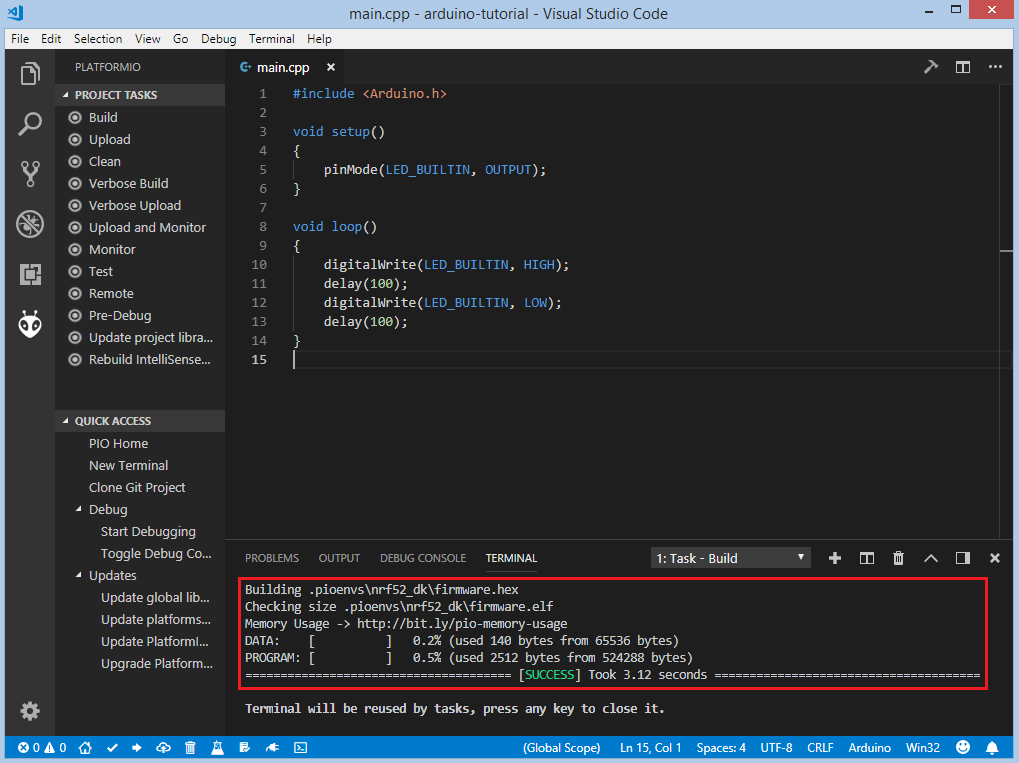 main.cpp - arduino-tutorial - Visual Studio Code
File Edit Selection View Go Debug Terminal Help
PLATFORMIO
PROJECT TASKS
Build
Upload
Clean
Verbose Build
Verbose Upload
Upload and Monitor
Monitor
Test
Remote
Pre-Debug
Update project libra...
Rebuild IntelliSense...
QUICK ACCESS
PIO Home
New Terminal
Clone Git Project
Debug
Start Debugging
Toggle Debug Co...
Updates
Update global lib...
Update platforms...
Update PlatformI...
Upgrade Platform...
main.cpp
1 #include <Arduino.h>
2
3 void setup()
4 {
5     pinMode(LED_BUILTIN, OUTPUT);
6 }
7
8 void loop()
9 {
10     digitalWrite(LED_BUILTIN, HIGH);
11     delay(100);
12     digitalWrite(LED_BUILTIN, LOW);
13     delay(100);
14 }
15
PROBLEMS OUTPUT DEBUG CONSOLE TERMINAL 1: Task - Build
Building .pioenvs\nrf52_dk\firmware.hex
Checking size .pioenvs\nrf52_dk\firmware.elf
Memory Usage -> http://bit.ly/pio-memory-usage
DATA:    [          ]   0.2% (used 140 bytes from 65536 bytes)
PROGRAM: [          ]   0.5% (used 2512 bytes from 524288 bytes)
====================================== [SUCCESS] Took 3.12 seconds ======================================
Terminal will be reused by tasks, press any key to close it.
0 0 (Global Scope) Ln 15, Col 1 Spaces: 4 UTF-8 CRLF Arduino Win32